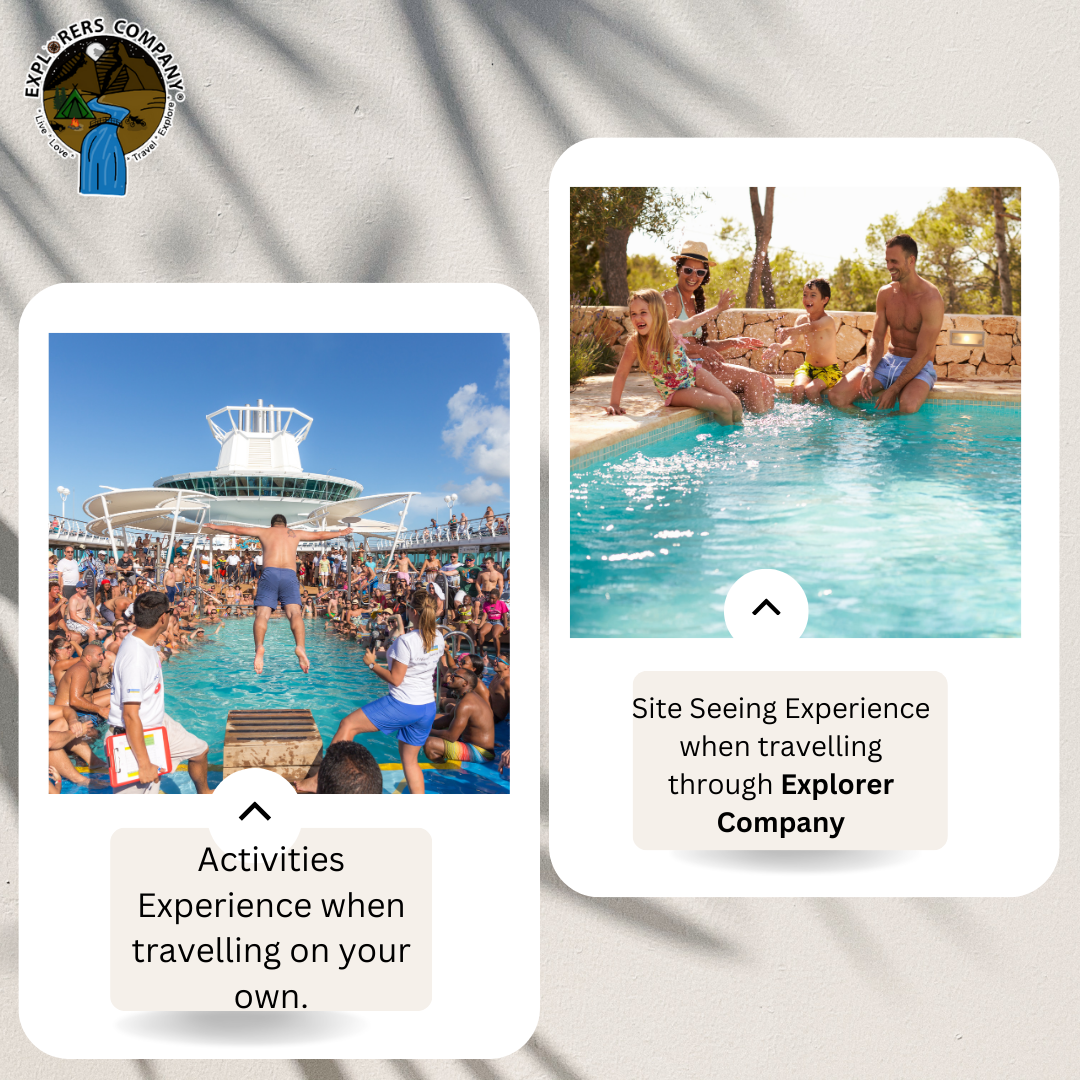 EXPLORERS COMPANY®
• Live • Love •
• Travel • Explore •
Activities
Experience when
travelling on your
own.
Site Seeing Experience
when travelling
through Explorer
Company